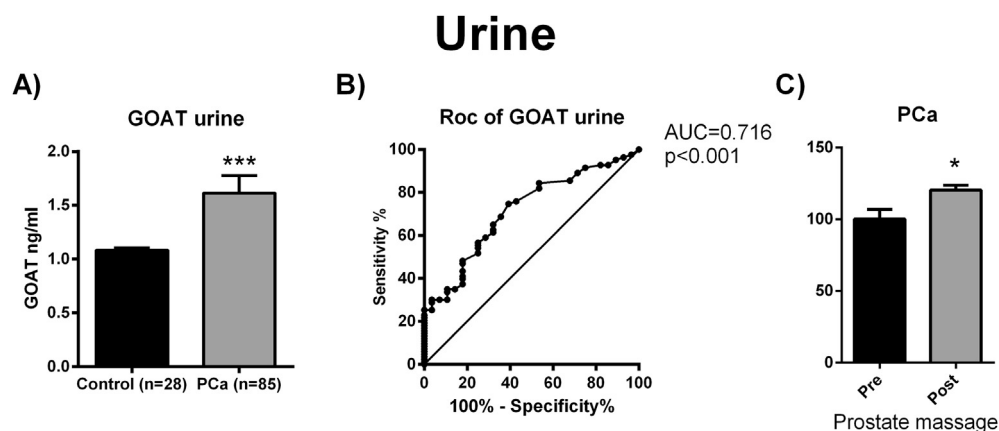 Urine
A)
GOAT urine
GOAT ng/ml
2.0
1.5
1.0
0.5
0.0
***
Control (n=28) PCa (n=85)
B)
Roc of GOAT urine
AUC=0.716
p<0.001
Sensitivity %
100
80
60
40
20
0
0 20 40 60 80 100
100% - Specificity%
C)
PCa
150
100
50
0
*
Pre Post
Prostate massage